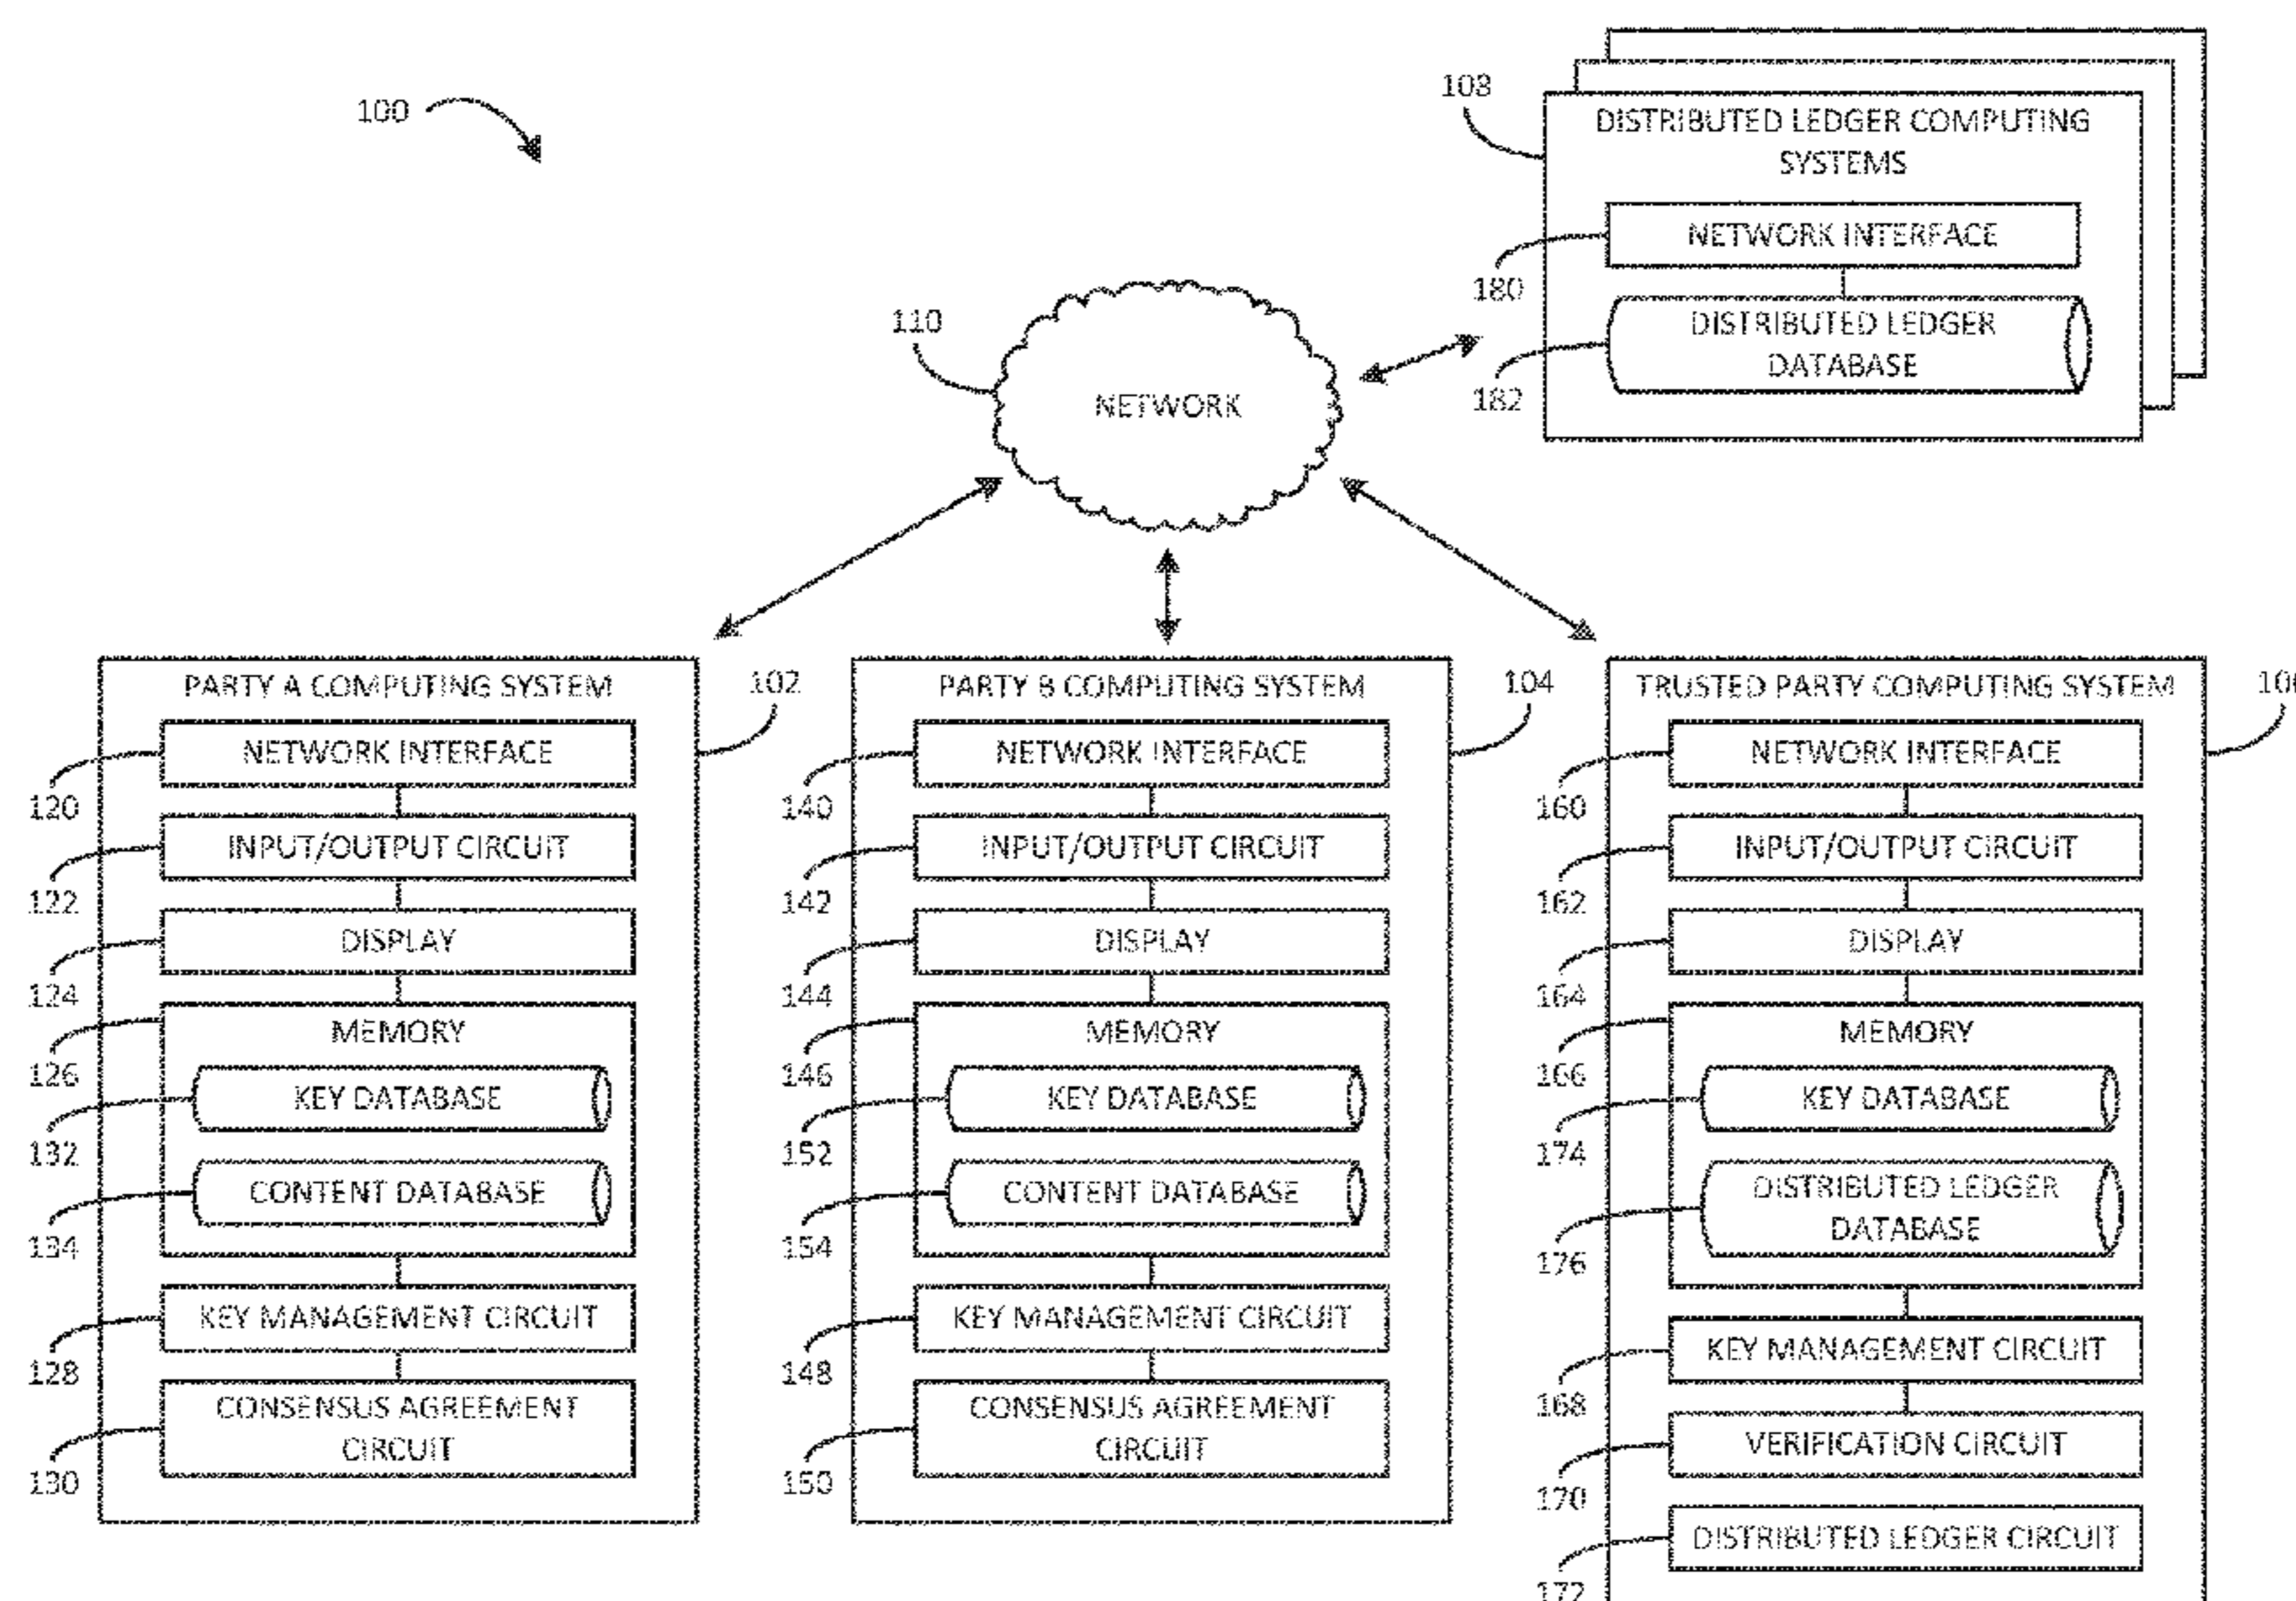 100
108
DISTRIBUTED LEDGER COMPUTING
SYSTEMS
NETWORK INTERFACE
180
DISTRIBUTED LEDGER
DATABASE
182
110
NETWORK
PARTY A COMPUTING SYSTEM
102
NETWORK INTERFACE
120
INPUT/OUTPUT CIRCUIT
122
DISPLAY
124
MEMORY
126
KEY DATABASE
132
CONTENT DATABASE
134
KEY MANAGEMENT CIRCUIT
128
CONSENSUS AGREEMENT
CIRCUIT
130
PARTY B COMPUTING SYSTEM
104
NETWORK INTERFACE
140
INPUT/OUTPUT CIRCUIT
142
DISPLAY
144
MEMORY
146
KEY DATABASE
152
CONTENT DATABASE
154
KEY MANAGEMENT CIRCUIT
148
CONSENSUS AGREEMENT
CIRCUIT
150
TRUSTED PARTY COMPUTING SYSTEM
NETWORK INTERFACE
160
INPUT/OUTPUT CIRCUIT
162
DISPLAY
164
MEMORY
166
KEY DATABASE
174
DISTRIBUTED LEDGER
DATABASE
176
KEY MANAGEMENT CIRCUIT
168
VERIFICATION CIRCUIT
170
DISTRIBUTED LEDGER CIRCUIT
172